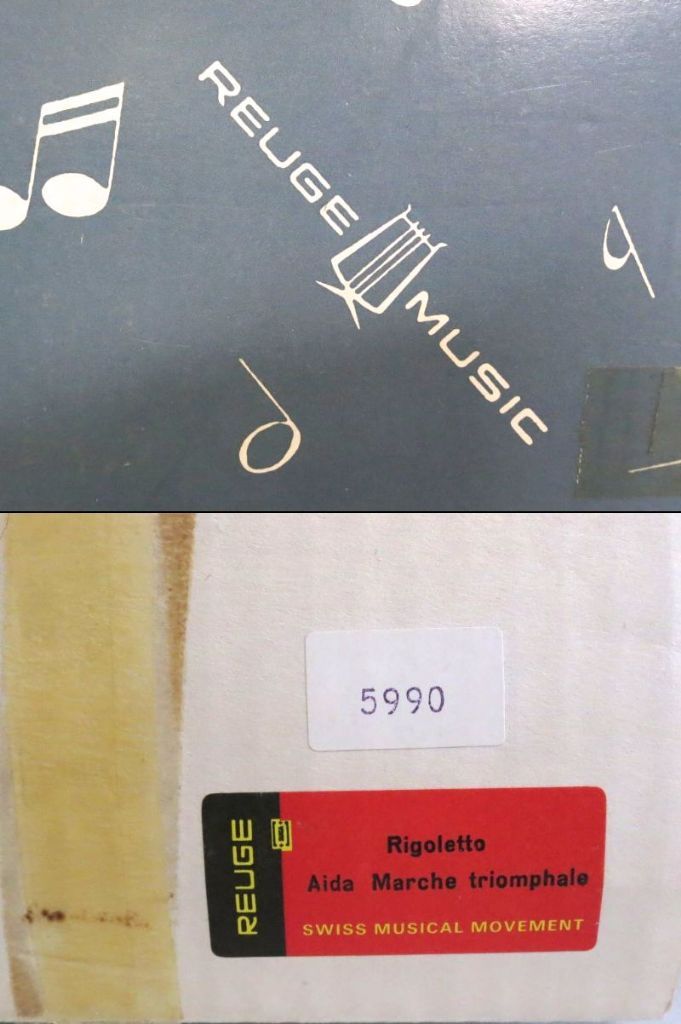 REUGE MUSIC
5990
REUGE
Rigoletto
Aida Marche triomphale
SWISS MUSICAL MOVEMENT